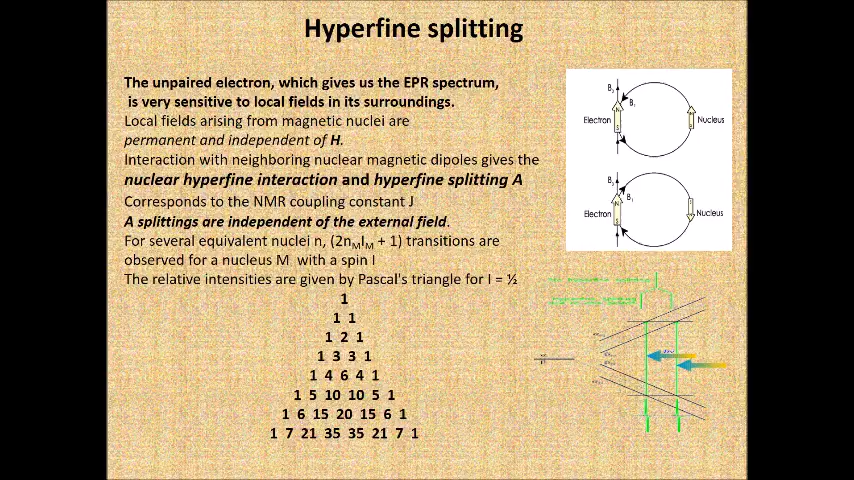 Hyperfine splitting
The unpaired electron, which gives us the EPR spectrum,
is very sensitive to local fields in its surroundings.
Local fields arising from magnetic nuclei are
permanent and independent of H.
Interaction with neighboring nuclear magnetic dipoles gives the
nuclear hyperfine interaction and hyperfine splitting A
Corresponds to the NMR coupling constant J
A splittings are independent of the external field.
For several equivalent nuclei n, (2nMIM + 1) transitions are
observed for a nucleus M with a spin I
The relative intensities are given by Pascal's triangle for I = ½
1
1 1
1 2 1
1 3 3 1
1 4 6 4 1
1 5 10 10 5 1
1 6 15 20 15 6 1
1 7 21 35 35 21 7 1
B1
N
S
Electron
Nucleus
N
B1
S
Electron
Nucleus